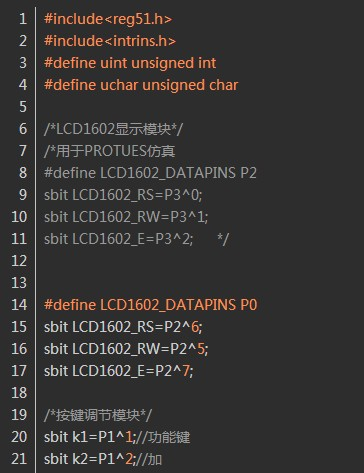 1 #include<reg51.h>
2 #include<intrins.h>
3 #define uint unsigned int
4 #define uchar unsigned char
5
6 /*LCD1602显示模块*/
7 /*用于PROTUES仿真
8 #define LCD1602_DATAPINS P2
9 sbit LCD1602_RS=P3^0;
10 sbit LCD1602_RW=P3^1;
11 sbit LCD1602_E=P3^2; */
12
13
14 #define LCD1602_DATAPINS P0
15 sbit LCD1602_RS=P2^6;
16 sbit LCD1602_RW=P2^5;
17 sbit LCD1602_E=P2^7;
18
19 /*按键调节模块*/
20 sbit k1=P1^1;//功能键
21 sbit k2=P1^2;//加